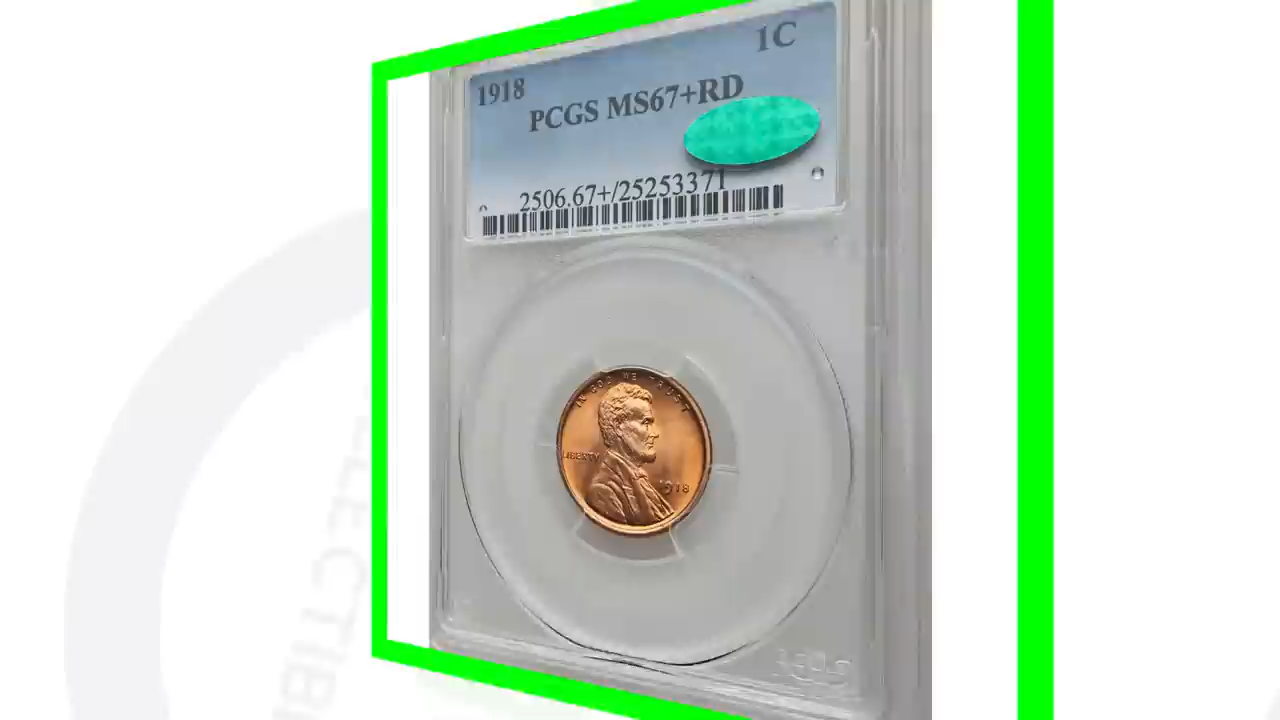 1C
1918
PCGS MS67+RD
2506.67+/25253371
IN GOD WE TRUST
LIBERTY
1918